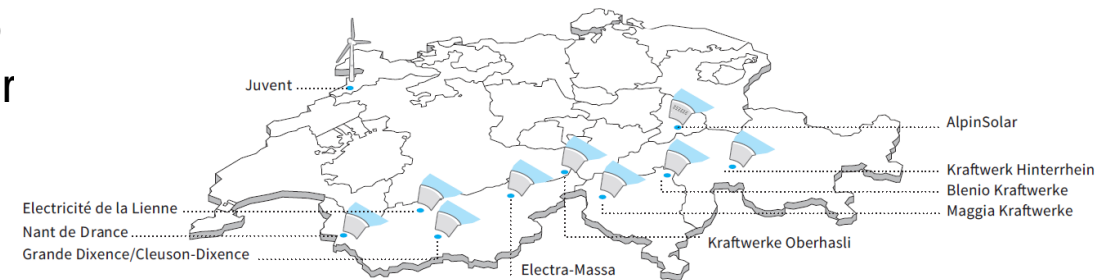 r
Juvent
AlpinSolar
Kraftwerk Hinterrhein
Blenio Kraftwerke
Maggia Kraftwerke
Electricité de la Lienne
Nant de Drance
Grande Dixence/Cleuson-Dixence
Kraftwerke Oberhasli
Electra-Massa